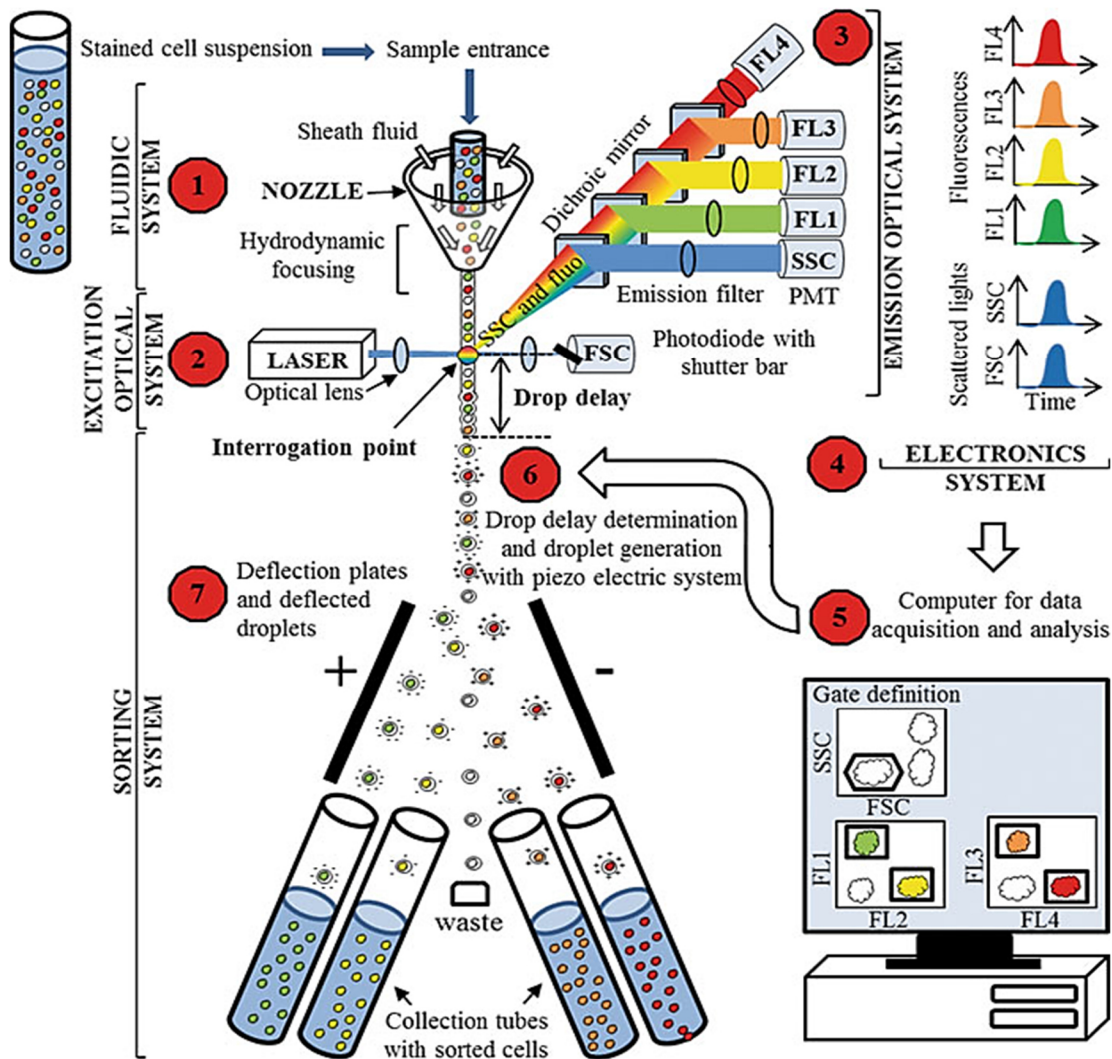 Stained cell suspension
Sample entrance
Sheath fluid
NOZZLE
Hydrodynamic
focusing
1
FLUIDIC
SYSTEM
2
EXCITATION
OPTICAL
SYSTEM
LASER
Optical lens
Interrogation point
SSC and fluo
Dichroic mirror
FL4
FL3
FL2
FL1
SSC
Emission filter
PMT
FSC
Photodiode with
shutter bar
Drop delay
3
EMISSION OPTICAL SYSTEM
Fluorescences
FL4
FL3
FL2
FL1
Scattered lights
SSC
FSC
Time
4
ELECTRONICS
SYSTEM
5
Computer for data
acquisition and analysis
6
Drop delay determination
and droplet generation
with piezo electric system
7
Deflection plates
and deflected
droplets
+
-
SORTING
SYSTEM
waste
Collection tubes
with sorted cells
Gate definition
SSC
FSC
FL1
FL2
FL3
FL4